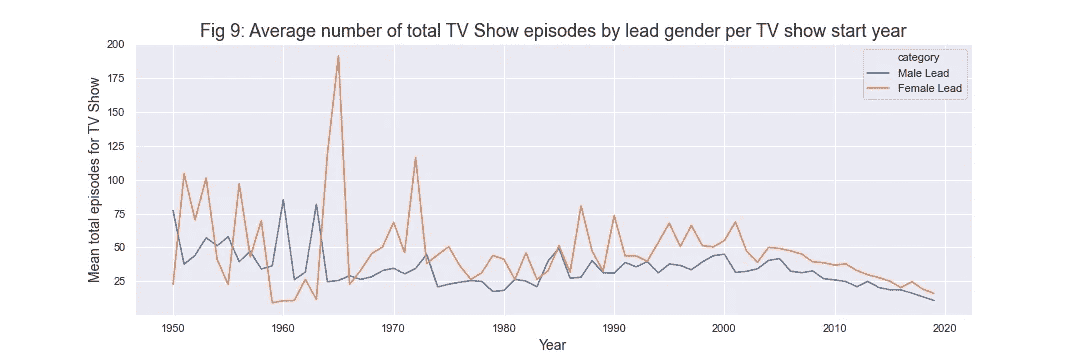 Fig 9: Average number of total TV Show episodes by lead gender per TV show start year
200
175
150
125
100
75
50
25
Mean total episodes for TV Show
category
Male Lead
Female Lead
1950 1960 1970 1980 1990 2000 2010 2020
Year